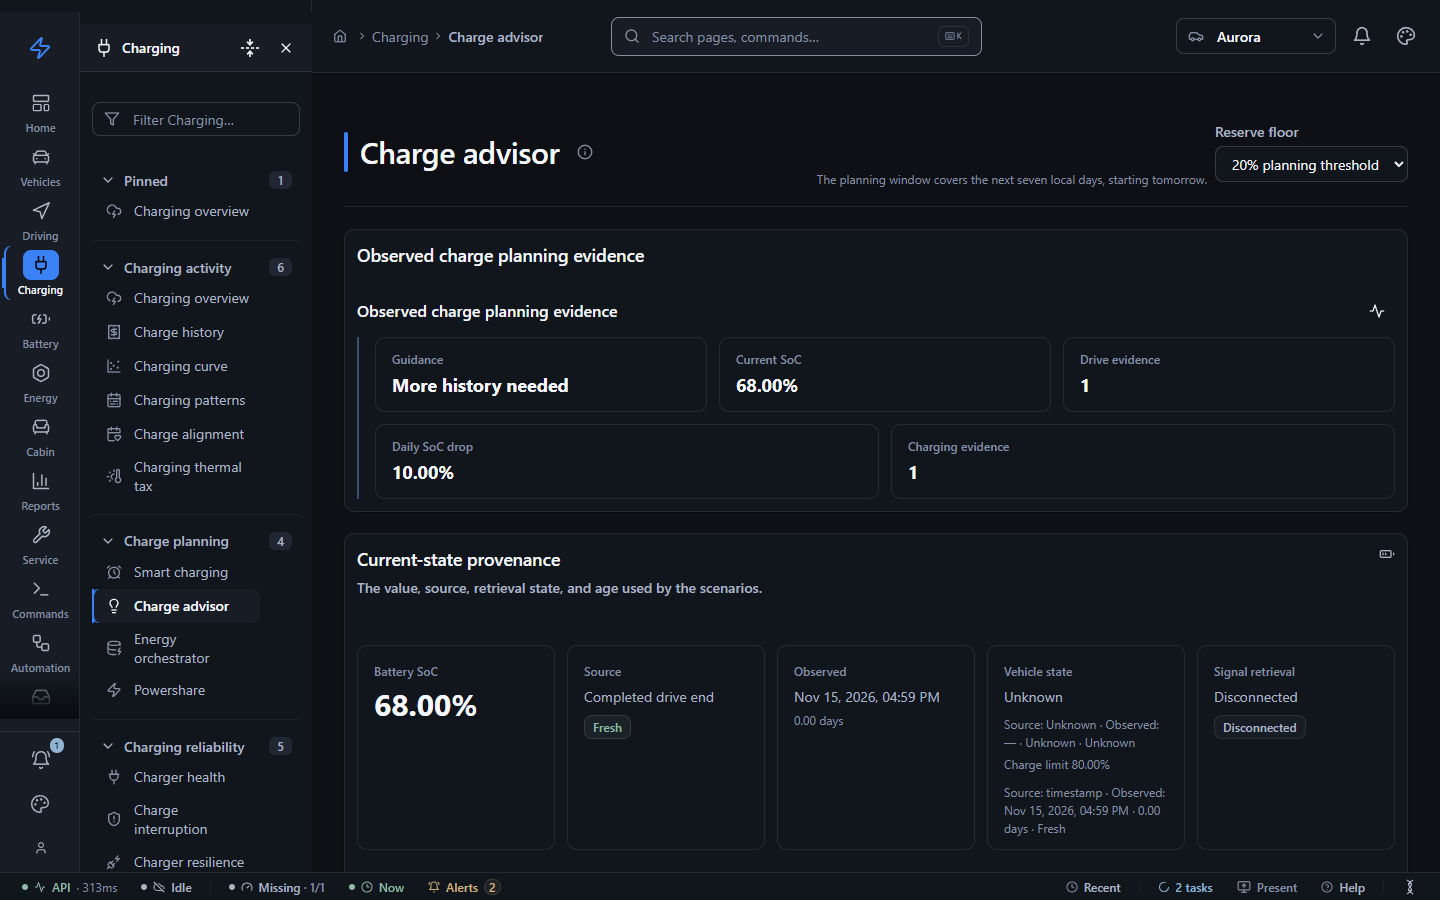 Home
Vehicles
Driving
Charging
Battery
Energy
Cabin
Reports
Service
Commands
Automation
1
Charging
Filter Charging...
Pinned
1
Charging overview
Charging activity
6
Charging overview
Charge history
Charging curve
Charging patterns
Charge alignment
Charging thermal
tax
Charge planning
4
Smart charging
Charge advisor
Energy
orchestrator
Powershare
Charging reliability
5
Charger health
Charge
interruption
Charger resilience
Charging
Charge advisor
Search pages, commands...
K
Aurora
Charge advisor
Reserve floor
20% planning threshold
The planning window covers the next seven local days, starting tomorrow.
Observed charge planning evidence
Observed charge planning evidence
Guidance
More history needed
Current SoC
68.00%
Drive evidence
1
Daily SoC drop
10.00%
Charging evidence
1
Current-state provenance
The value, source, retrieval state, and age used by the scenarios.
Battery SoC
68.00%
Source
Completed drive end
Fresh
Observed
Nov 15, 2026, 04:59 PM
0.00 days
Vehicle state
Unknown
Source: Unknown · Observed:
— · Unknown · Unknown
Charge limit 80.00%
Source: timestamp · Observed:
Nov 15, 2026, 04:59 PM · 0.00
days · Fresh
Signal retrieval
Disconnected
Disconnected
API · 313ms
Idle
Missing · 1/1
Now
Alerts 2
Recent
2 tasks
Present
Help